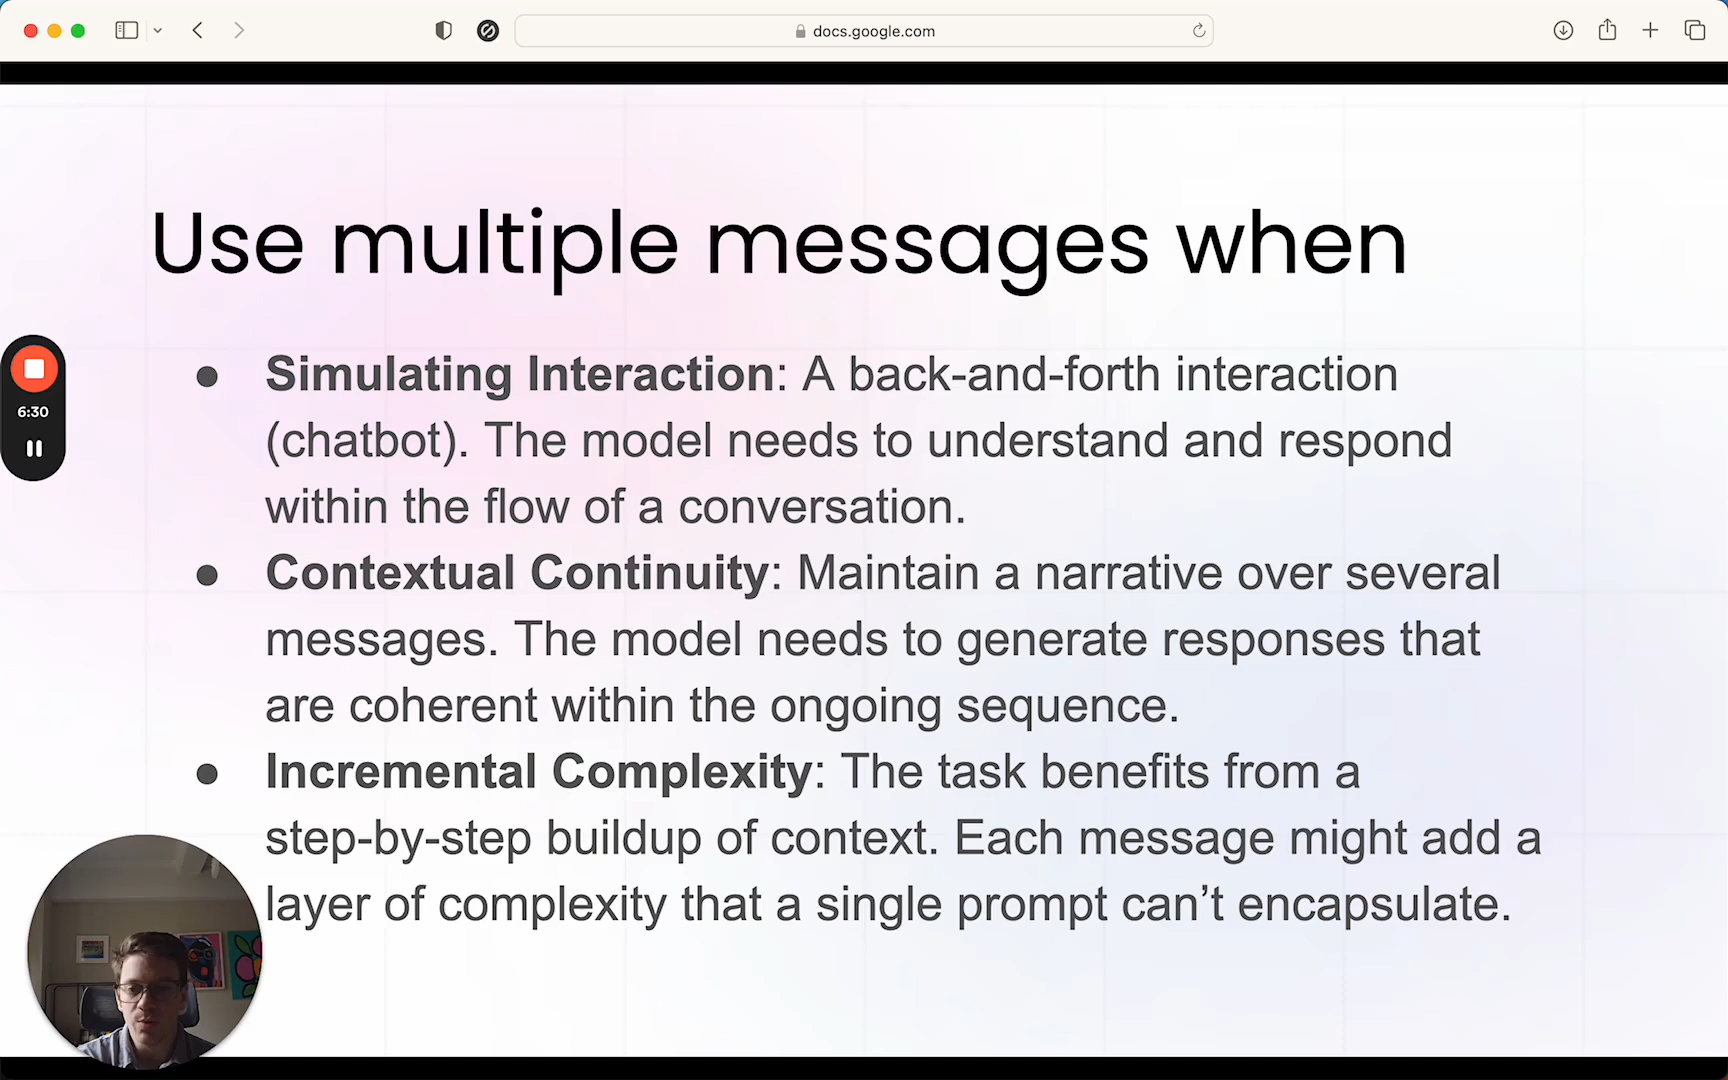 docs.google.com
Use multiple messages when
● Simulating Interaction: A back-and-forth interaction
(chatbot). The model needs to understand and respond
within the flow of a conversation.
● Contextual Continuity: Maintain a narrative over several
messages. The model needs to generate responses that
are coherent within the ongoing sequence.
● Incremental Complexity: The task benefits from a
step-by-step buildup of context. Each message might add a
layer of complexity that a single prompt can’t encapsulate.
6:30